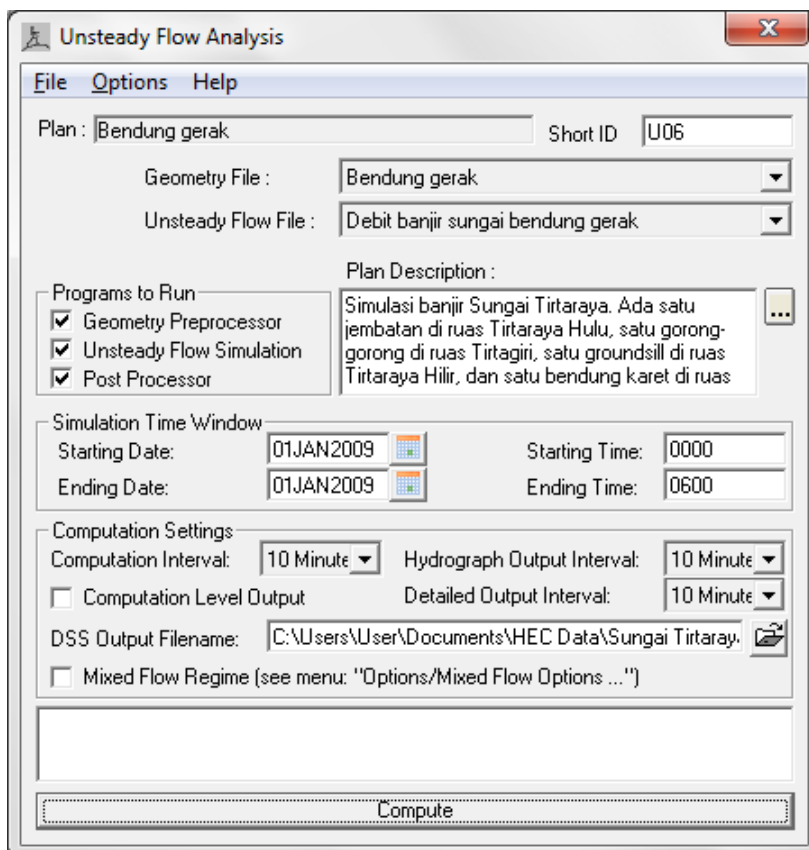 Unsteady Flow Analysis
File Options Help
Plan : Bendung gerak Short ID U06
Geometry File : Bendung gerak
Unsteady Flow File : Debit banjir sungai bendung gerak
Plan Description :
Programs to Run
Geometry Preprocessor
Unsteady Flow Simulation
Post Processor
Simulasi banjir Sungai Tirtaraya. Ada satu
jembatan di ruas Tirtaraya Hulu, satu gorong-
gorong di ruas Tirtagiri, satu groundsill di ruas
Tirtaraya Hilir, dan satu bendung karet di ruas
...
Simulation Time Window
Starting Date: 01JAN2009 Starting Time: 0000
Ending Date: 01JAN2009 Ending Time: 0600
Computation Settings
Computation Interval: 10 Minute Hydrograph Output Interval: 10 Minute
Computation Level Output Detailed Output Interval: 10 Minute
DSS Output Filename: C:\Users\User\Documents\HEC Data\Sungai Tirtaray
Mixed Flow Regime (see menu: "Options/Mixed Flow Options ...")
Compute